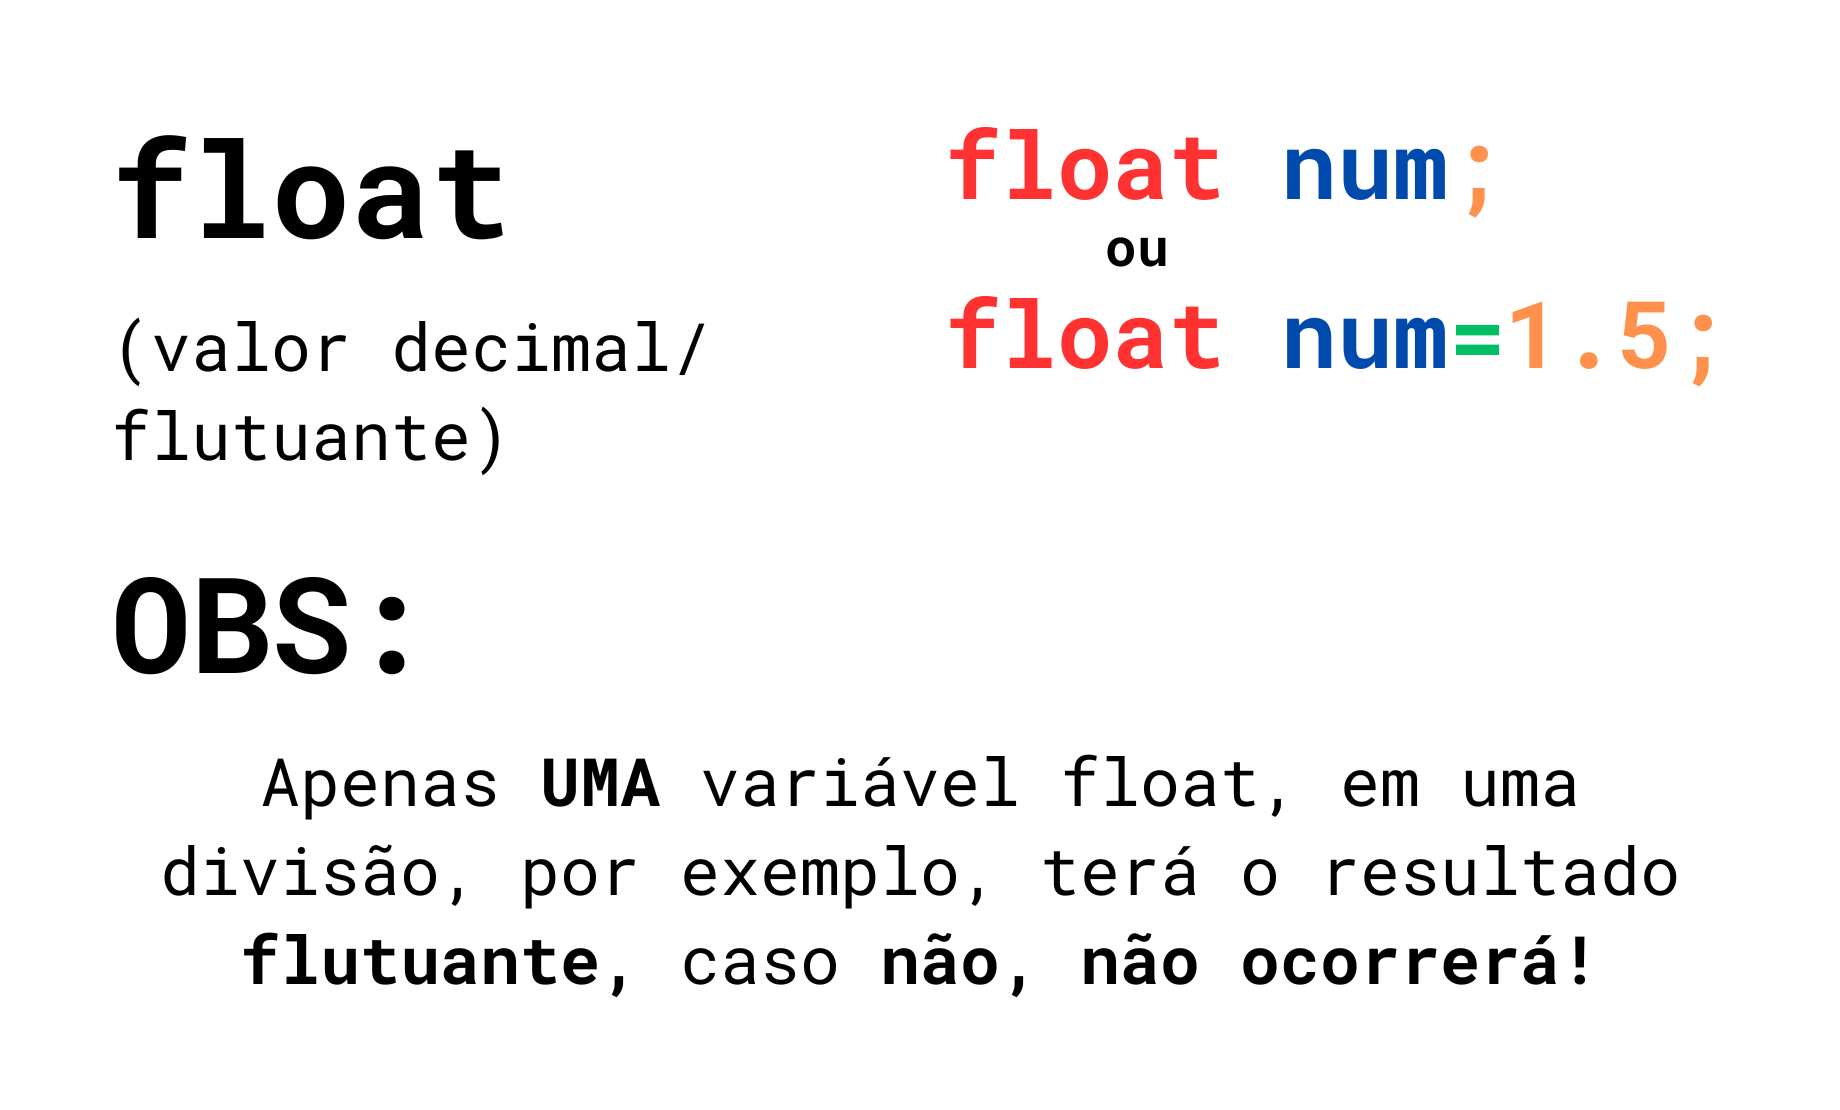 float
(valor decimal/
flutuante)
float num;
ou
float num=1.5;
OBS:
Apenas UMA variável float, em uma
divisão, por exemplo, terá o resultado
flutuante, caso não, não ocorrerá!